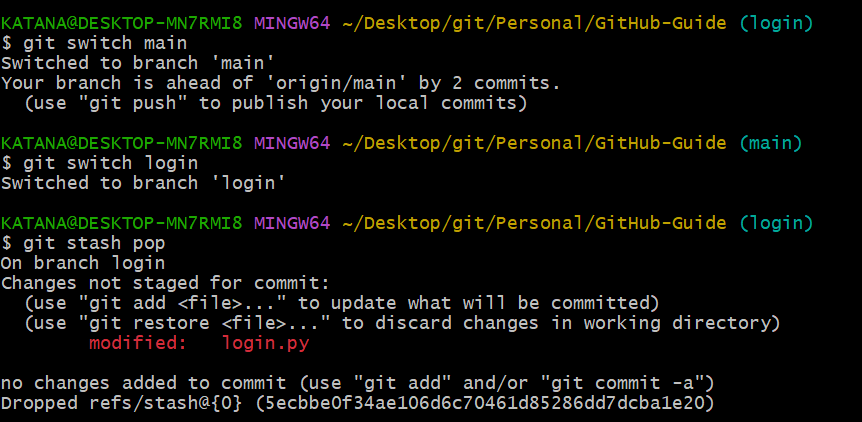 KATANA@DESKTOP-MN7RMI8 MINGW64 ~/Desktop/git/Personal/GitHub-Guide (login)
$ git switch main
Switched to branch 'main'
Your branch is ahead of 'origin/main' by 2 commits.
  (use "git push" to publish your local commits)

KATANA@DESKTOP-MN7RMI8 MINGW64 ~/Desktop/git/Personal/GitHub-Guide (main)
$ git switch login
Switched to branch 'login'

KATANA@DESKTOP-MN7RMI8 MINGW64 ~/Desktop/git/Personal/GitHub-Guide (login)
$ git stash pop
On branch login
Changes not staged for commit:
  (use "git add <file>..." to update what will be committed)
  (use "git restore <file>..." to discard changes in working directory)
        modified:   login.py

no changes added to commit (use "git add" and/or "git commit -a")
Dropped refs/stash@{0} (5ecbbe0f34ae106d6c70461d85286dd7dcba1e20)